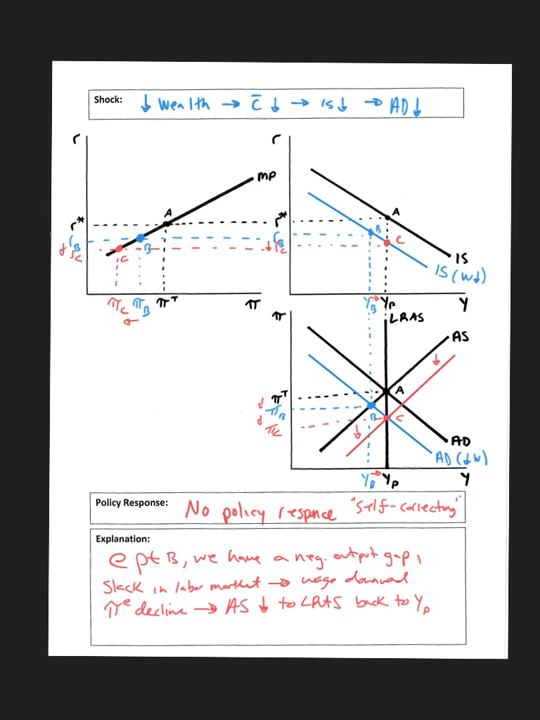 Shock: ↓ Wealth → C̄ ↓ → IS ↓ → AD ↓
r
r
MP
A
A
r*
r*
r_B
r_B
B
B
↓ r_C
↓ r_C
C
C
IS
IS (W↓)
π_C
π_B
π^T
π
Y_B → Y_P
Y
π
LRAS
AS
↓
π^T
A
↓ π_B
B
↓ π_C
C
↓
AD
AD (↓W)
Y_B → Y_P
Y
Policy Response: No policy responce "Self-correcting"
Explanation:
@ pt B, we have a neg. output gap,
Slack in labor market → wage
π^e decline → AS ↓ to LRAS back to Y_P